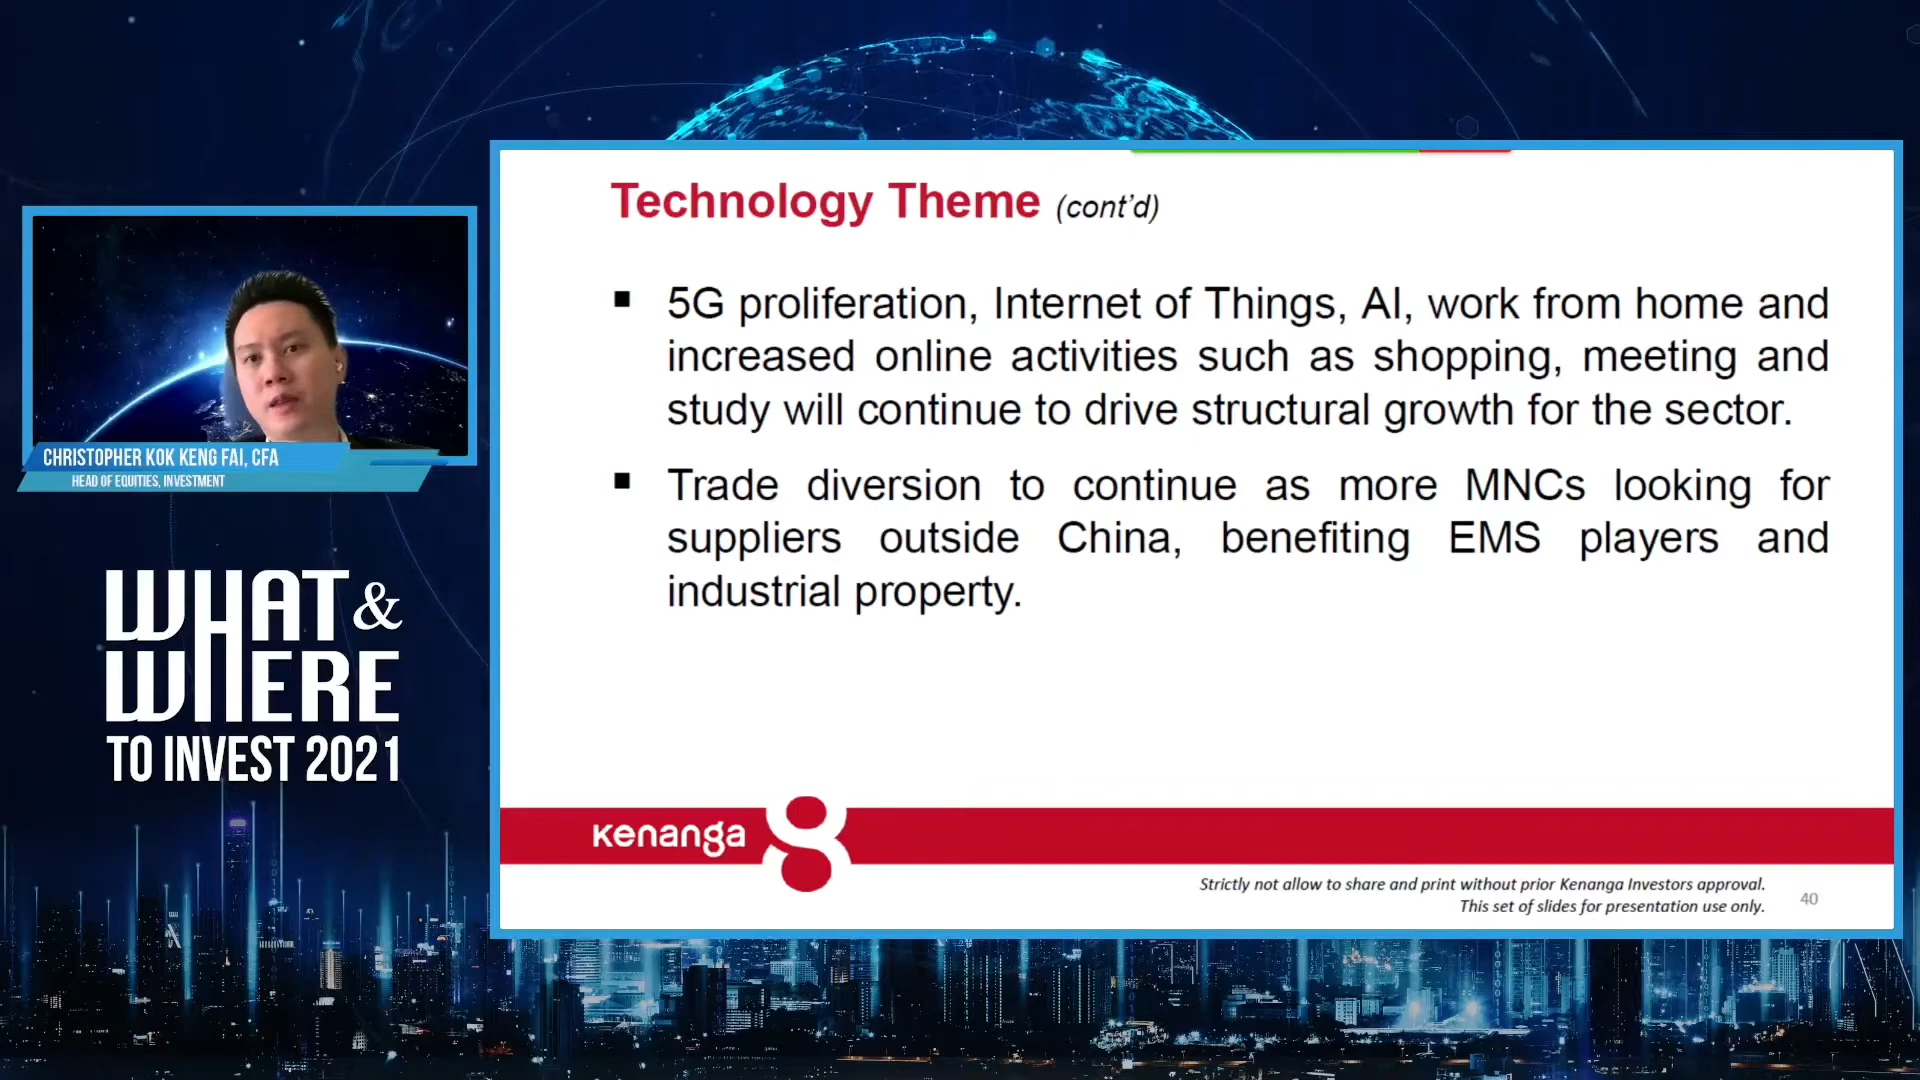 Technology Theme (cont'd)
▪ 5G proliferation, Internet of Things, AI, work from home and
increased online activities such as shopping, meeting and
study will continue to drive structural growth for the sector.
▪ Trade diversion to continue as more MNCs looking for
suppliers outside China, benefiting EMS players and
industrial property.
CHRISTOPHER KOK KENG FAI, CFA
HEAD OF EQUITIES, INVESTMENT
WHAT &
WHERE
TO INVEST 2021
Kenanga
Strictly not allow to share and print without prior Kenanga Investors approval.
This set of slides for presentation use only.
40